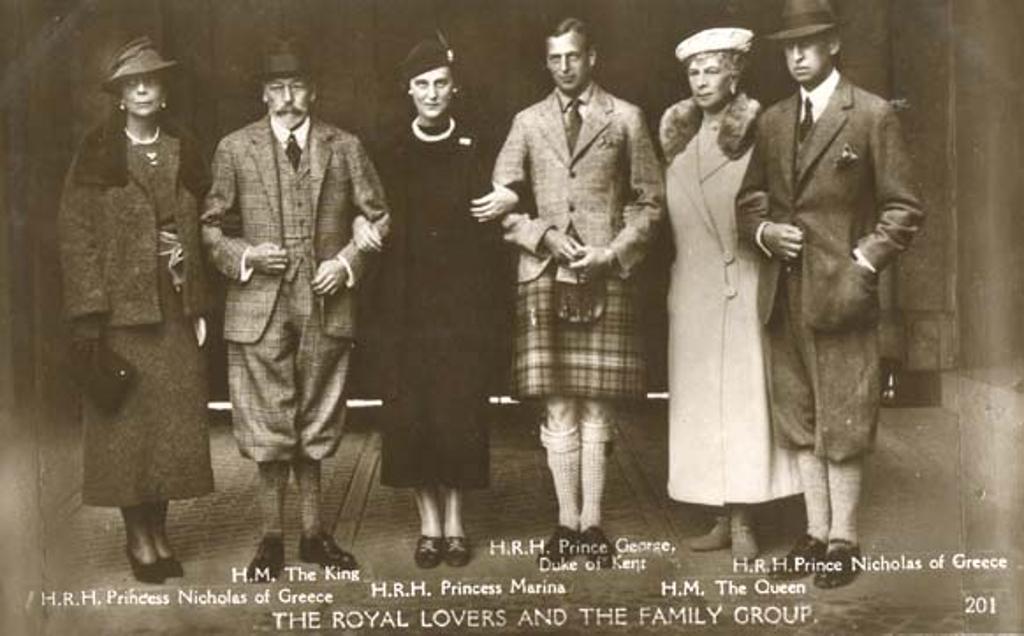 H.R.H. Princess Nicholas of Greece
H.M. The King
H.R.H. Princess Marina
H.R.H. Prince George,
Duke of Kent
H.M. The Queen
H.R.H. Prince Nicholas of Greece
THE ROYAL LOVERS AND THE FAMILY GROUP.
201